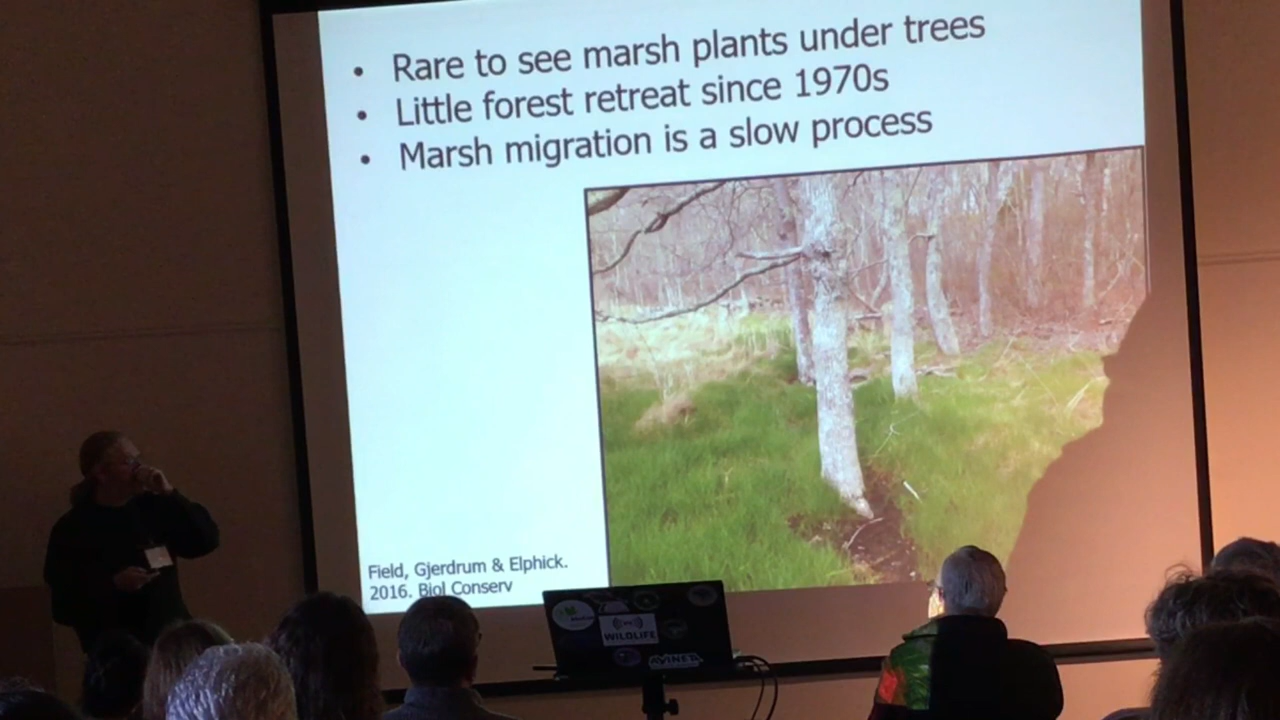 • Rare to see marsh plants under trees
• Little forest retreat since 1970s
• Marsh migration is a slow process
Field, Gjerdrum & Elphick.
2016. Biol Conserv
WILDLIFE